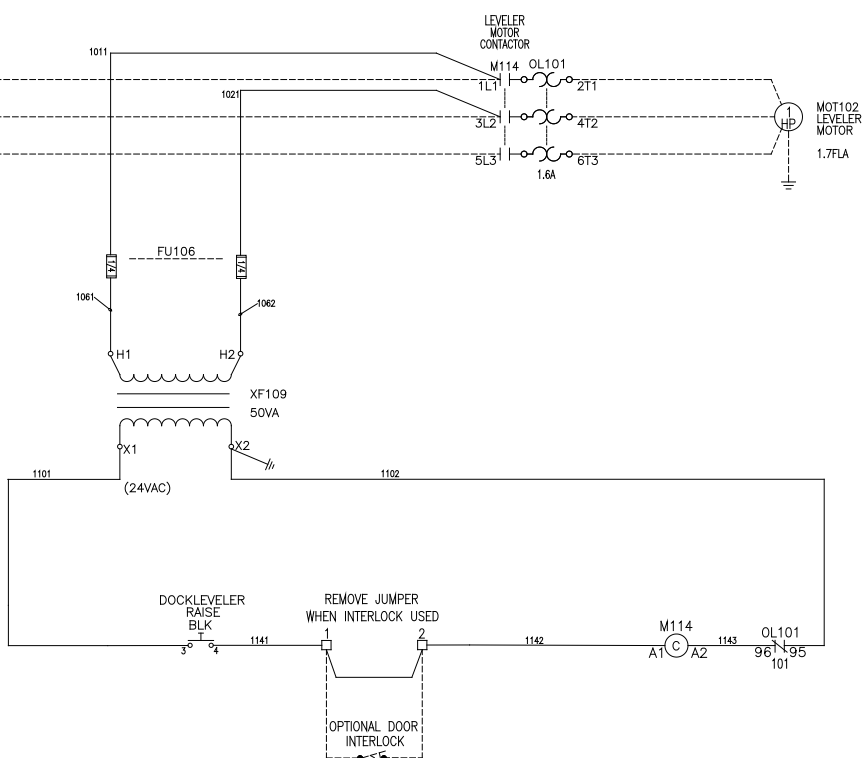 LEVELER
MOTOR
CONTACTOR
1011
M114 OL101
1L1 2T1
1021
MOT102
1
HP
LEVELER
MOTOR
3L2 4T2
1.7FLA
5L3 6T3
1.6A
FU106
1/4 1/4
1061 1062
H1 H2
XF109
50VA
X1 X2
1101 1102
(24VAC)
DOCKLEVELER
RAISE
BLK
REMOVE JUMPER
WHEN INTERLOCK USED
3 4
1141
1 2
1142
M114
A1 C A2
1143
OL101
96 95
101
OPTIONAL DOOR
INTERLOCK